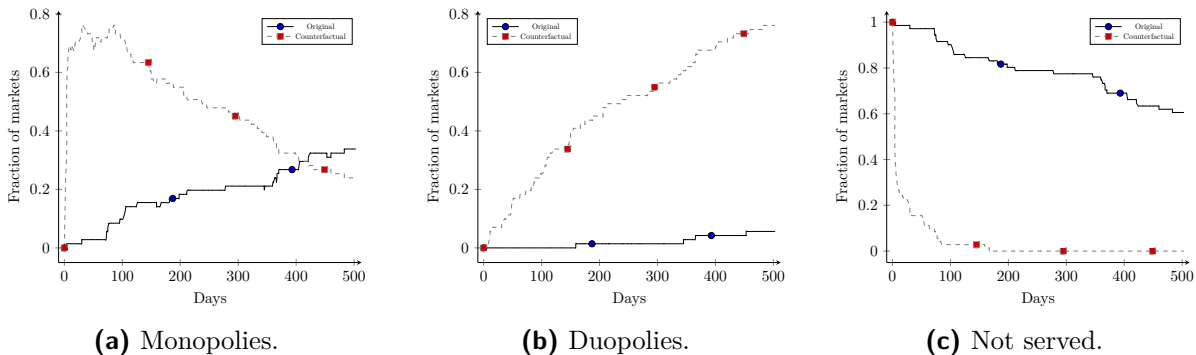 0.8
0.6
0.4
0.2
0
0 100 200 300 400 500
Days
Fraction of markets
Original
Counterfactual
(a) Monopolies.
0.8
0.6
0.4
0.2
0
0 100 200 300 400 500
Days
Fraction of markets
Original
Counterfactual
(b) Duopolies.
1
0.8
0.6
0.4
0.2
0
0 100 200 300 400 500
Days
Fraction of markets
Original
Counterfactual
(c) Not served.